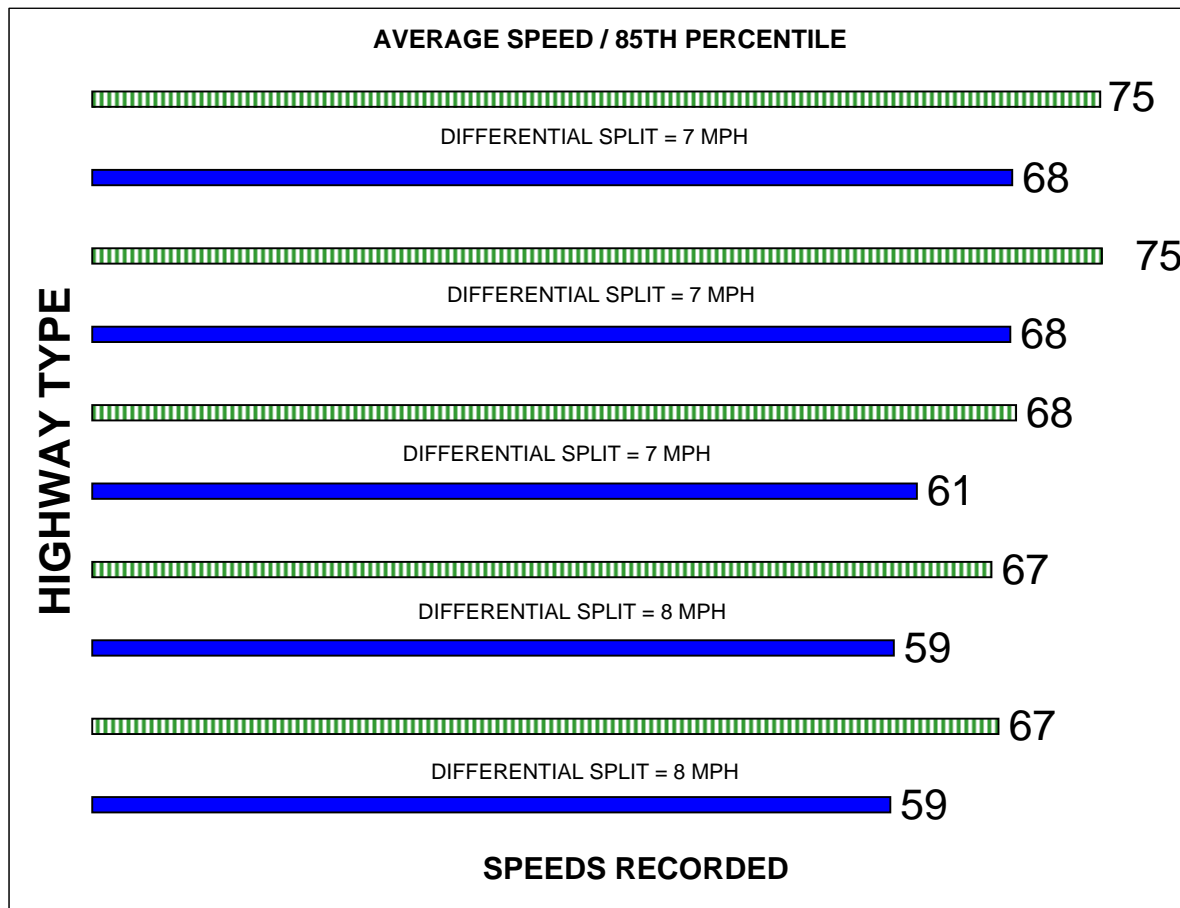 AVERAGE SPEED / 85TH PERCENTILE
75
DIFFERENTIAL SPLIT = 7 MPH
68
75
DIFFERENTIAL SPLIT = 7 MPH
68
HIGHWAY TYPE
68
DIFFERENTIAL SPLIT = 7 MPH
61
67
DIFFERENTIAL SPLIT = 8 MPH
59
67
DIFFERENTIAL SPLIT = 8 MPH
59
SPEEDS RECORDED